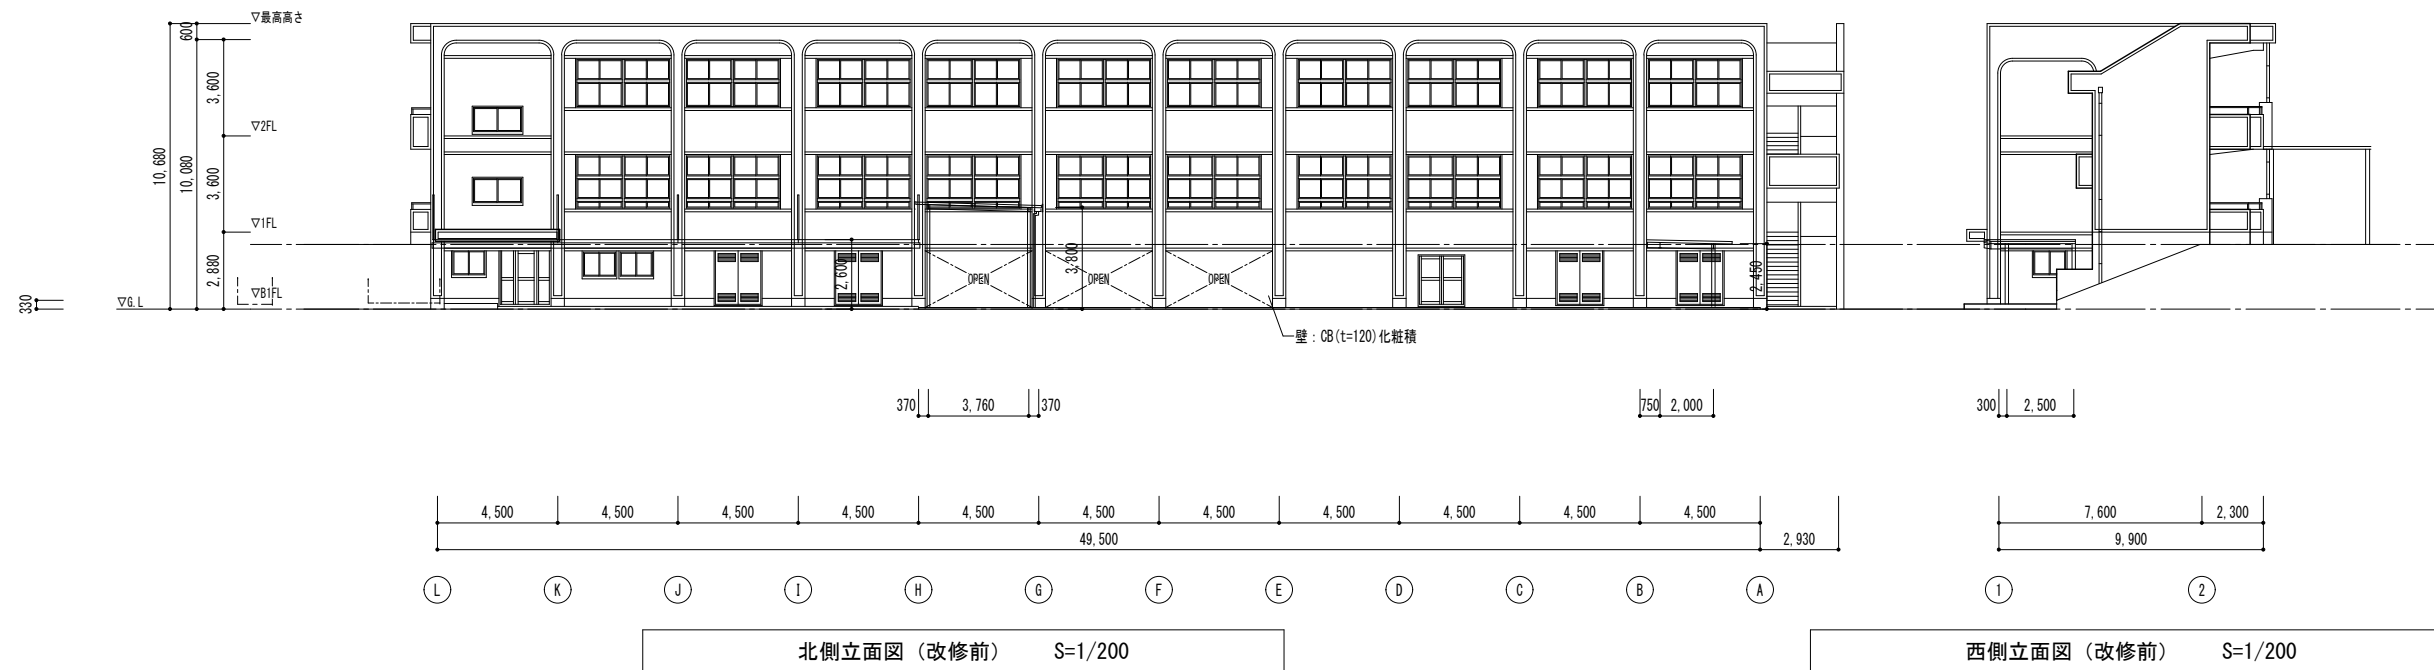 ▽最高高さ
600
3,600
▽2FL
10,680
10,080
3,600
▽1FL
2,880
▽B1FL
▽G.L
330
2,600
OPEN
3,800
OPEN
OPEN
2,450
壁：CB(t=120)化粧積
370 3,760 370
750 2,000
300 2,500
4,500 4,500 4,500 4,500 4,500 4,500 4,500 4,500 4,500 4,500 4,500
49,500 2,930
7,600 2,300
9,900
L K J I H G F E D C B A
1 2
北側立面図（改修前） S=1/200
西側立面図（改修前） S=1/200